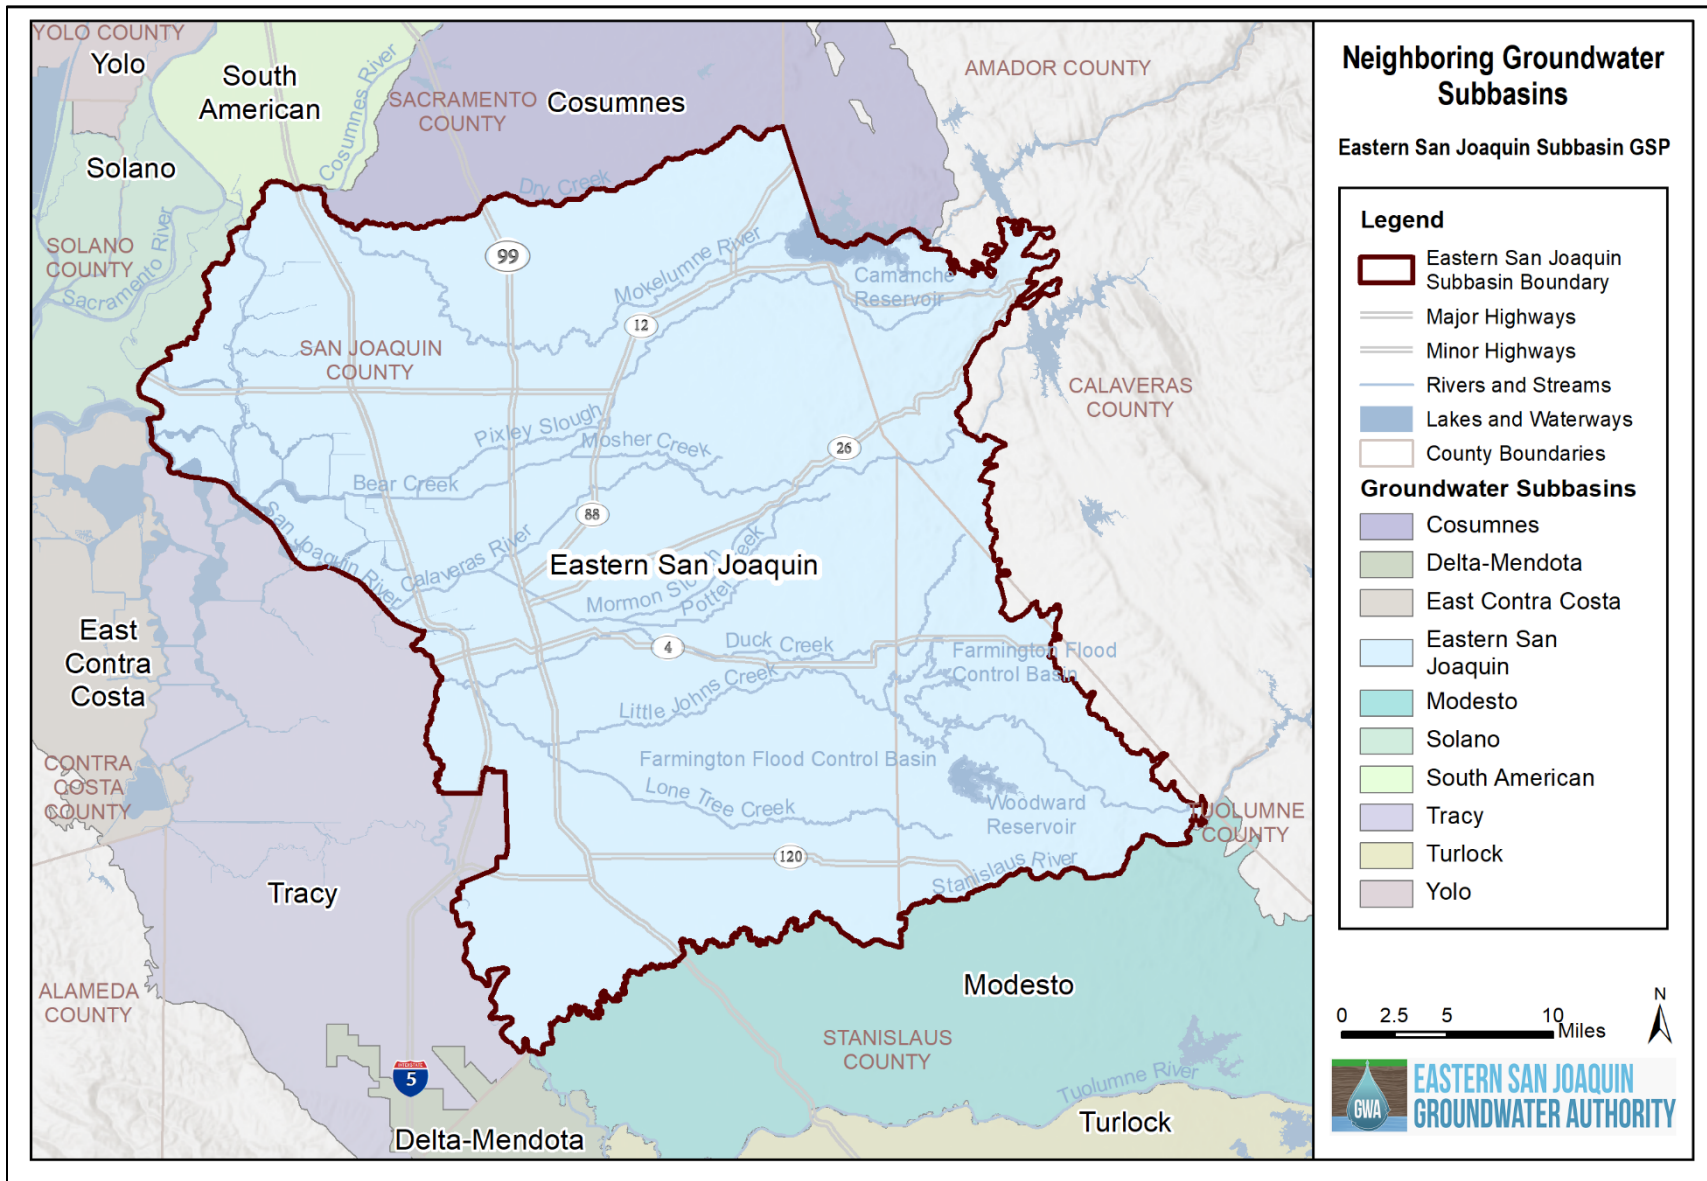 YOLO COUNTY
Yolo
South
American
Cosumnes River
SACRAMENTO
COUNTY
Cosumnes
AMADOR COUNTY
Solano
Dry Creek
SOLANO
COUNTY
Sacramento River
99
Mokelumne River
Camanche
Reservoir
12
SAN JOAQUIN
COUNTY
CALAVERAS
COUNTY
Pixley Slough
Mosher Creek
26
Bear Creek
88
San Joaquin River
Calaveras River
Eastern San Joaquin
Mormon Slough
Potter Creek
East
Contra
Costa
4
Duck Creek
Farmington Flood
Control Basin
Little Johns Creek
Farmington Flood Control Basin
CONTRA
COSTA
COUNTY
Lone Tree Creek
Woodward
Reservoir
TUOLUMNE
COUNTY
120
Stanislaus River
Tracy
ALAMEDA
COUNTY
Modesto
STANISLAUS
COUNTY
INTERSTATE
5
Tuolumne River
Turlock
Delta-Mendota
Neighboring Groundwater
Subbasins
Eastern San Joaquin Subbasin GSP
Legend
Eastern San Joaquin
Subbasin Boundary
Major Highways
Minor Highways
Rivers and Streams
Lakes and Waterways
County Boundaries
Groundwater Subbasins
Cosumnes
Delta-Mendota
East Contra Costa
Eastern San
Joaquin
Modesto
Solano
South American
Tracy
Turlock
Yolo
N
0 2.5 5 10
Miles
GWA
EASTERN SAN JOAQUIN
GROUNDWATER AUTHORITY